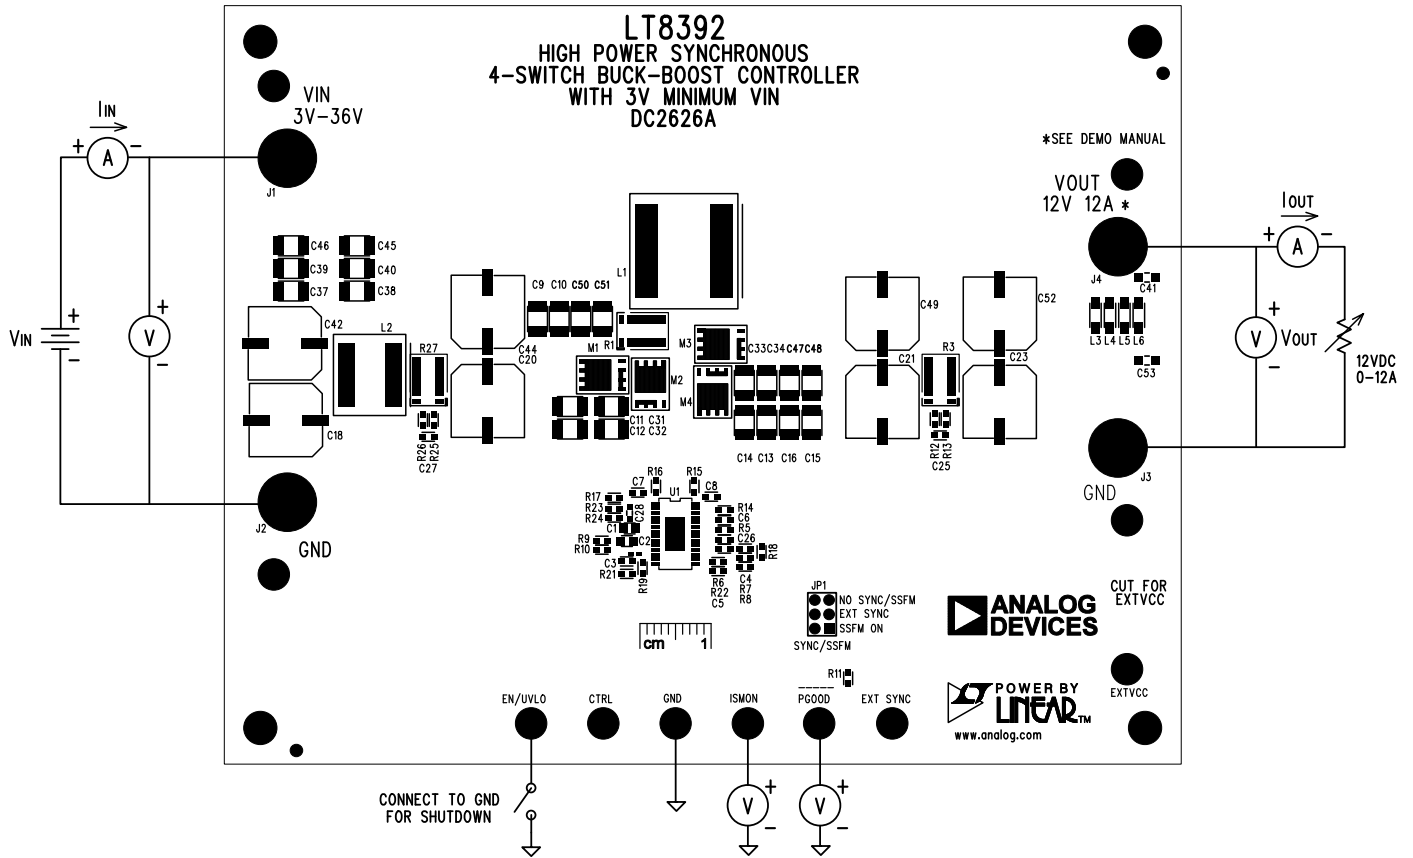 LT8392
HIGH POWER SYNCHRONOUS
4-SWITCH BUCK-BOOST CONTROLLER
WITH 3V MINIMUM VIN
DC2626A
VIN
3V-36V
IIN
+ A -
J1
*SEE DEMO MANUAL
VOUT
12V 12A *
IOUT
+ A -
J4
C46 C45
C39 C40
C37 C38
C42
L2
R27
C18
C44
C20
C9 C10 C50 C51
L1
R1
M1
M2
M3
M4
C33 C34 C47 C48
C11 C31
C12 C32
C14 C13 C16 C15
C49
C21
R3
C52
C23
C41
L3 L4 L5 L6
C53
VIN
+
-
+
V
-
+
V
-
VOUT
12VDC
0-12A
R26
R25
C27
R12
R13
C25
J3
GND
J2
GND
R16
R15
C7
U1
C8
R17
R23
R24
C28
C1
R9
R10
C2
C3
R21
R19
R14
C6
R5
C26
R18
R6
R22
C5
C4
R7
R8
JP1
NO SYNC/SSFM
EXT SYNC
SSFM ON
SYNC/SSFM
cm 1
ANALOG
DEVICES
CUT FOR
EXTVCC
R11
EXTVCC
POWER BY
LINEAR TM
www.analog.com
EN/UVLO CTRL GND ISMON PGOOD EXT SYNC
CONNECT TO GND
FOR SHUTDOWN
+
V
-
+
V
-